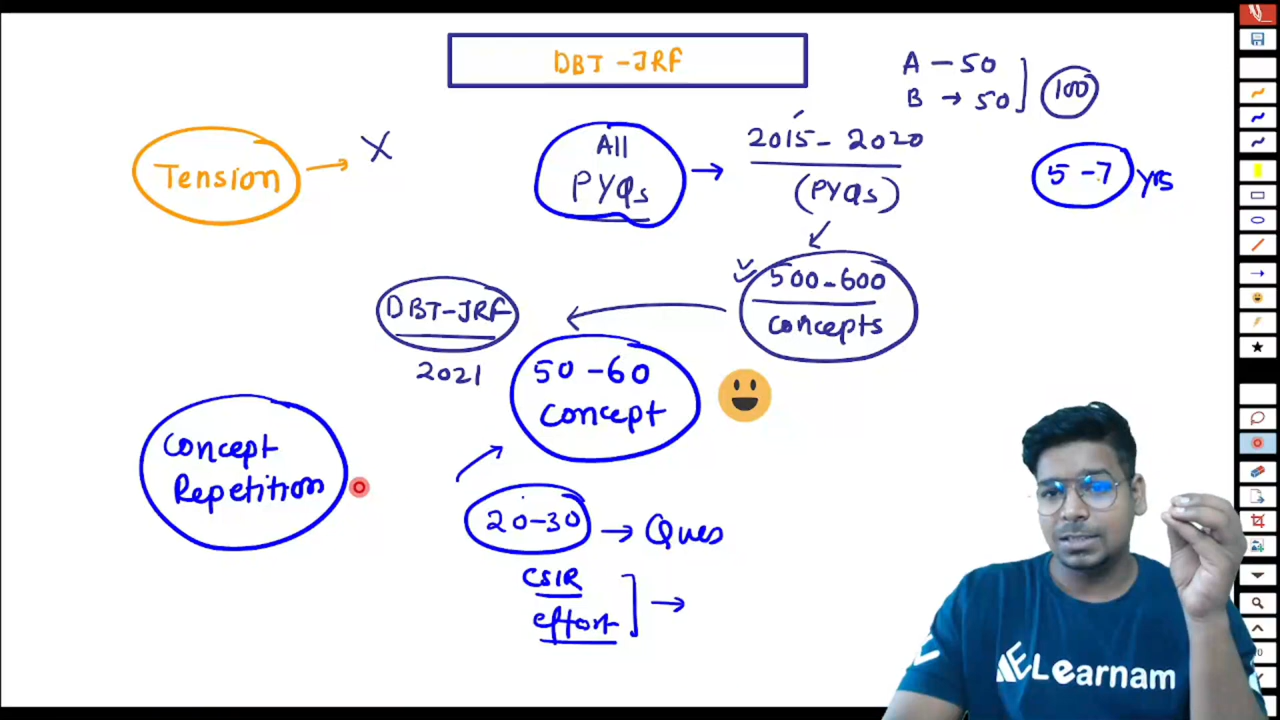 DBT-JRF
A - 50
B → 50
100
Tension → X
All
PYQs →
2015 - 2020
(PYQs)
5-7 yrs
500-600
concepts
DBT-JRF
2021
50-60
Concept
Concept
Repetition
20-30 → Ques
CSIR
effort →
Learnam